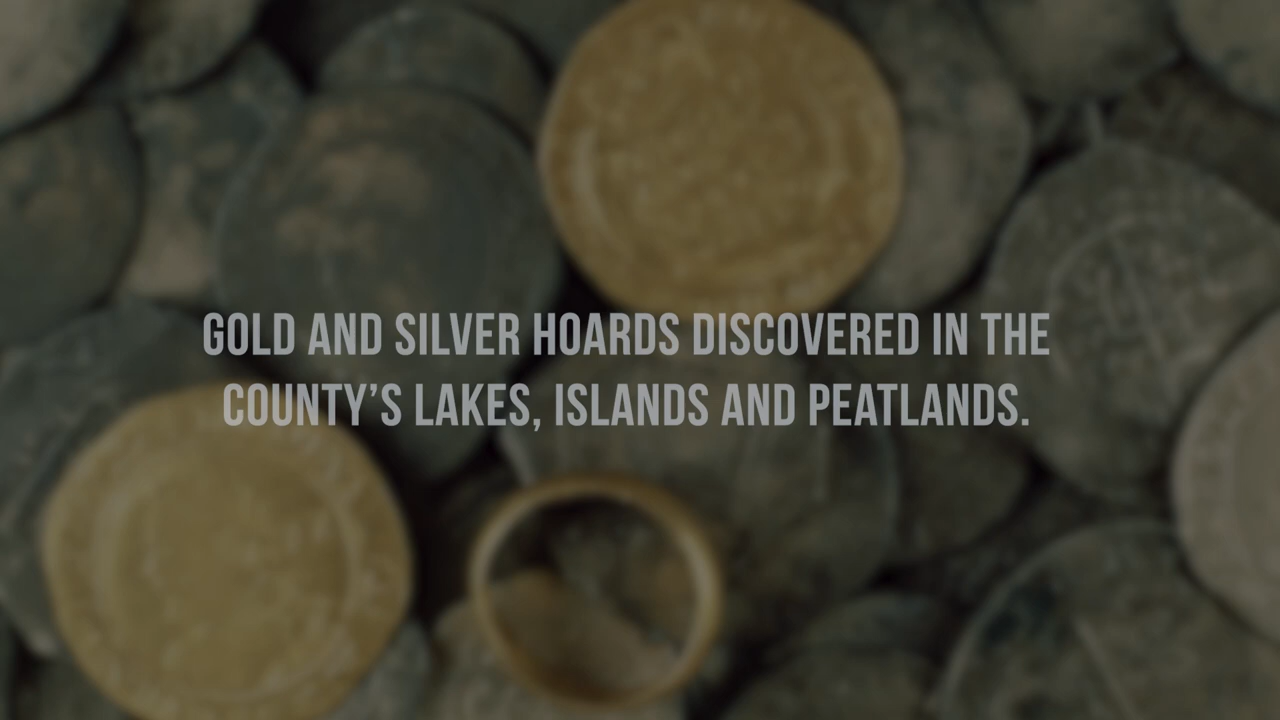 GOLD AND SILVER HOARDS DISCOVERED IN THE
COUNTY’S LAKES, ISLANDS AND PEATLANDS.